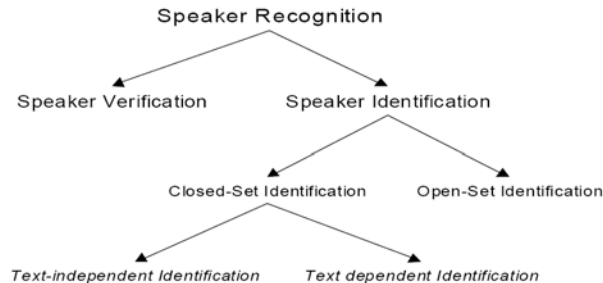 Speaker Recognition
Speaker Verification
Speaker Identification
Closed-Set Identification
Open-Set Identification
Text-independent Identification
Text dependent Identification